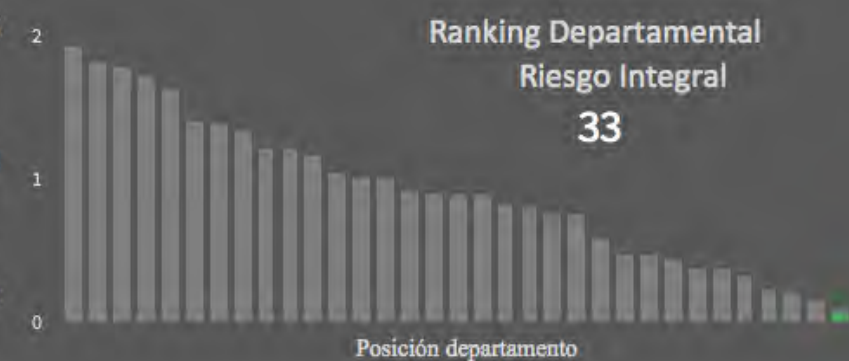 2
Ranking Departamental
Riesgo Integral
33
1
0
Posición departamento